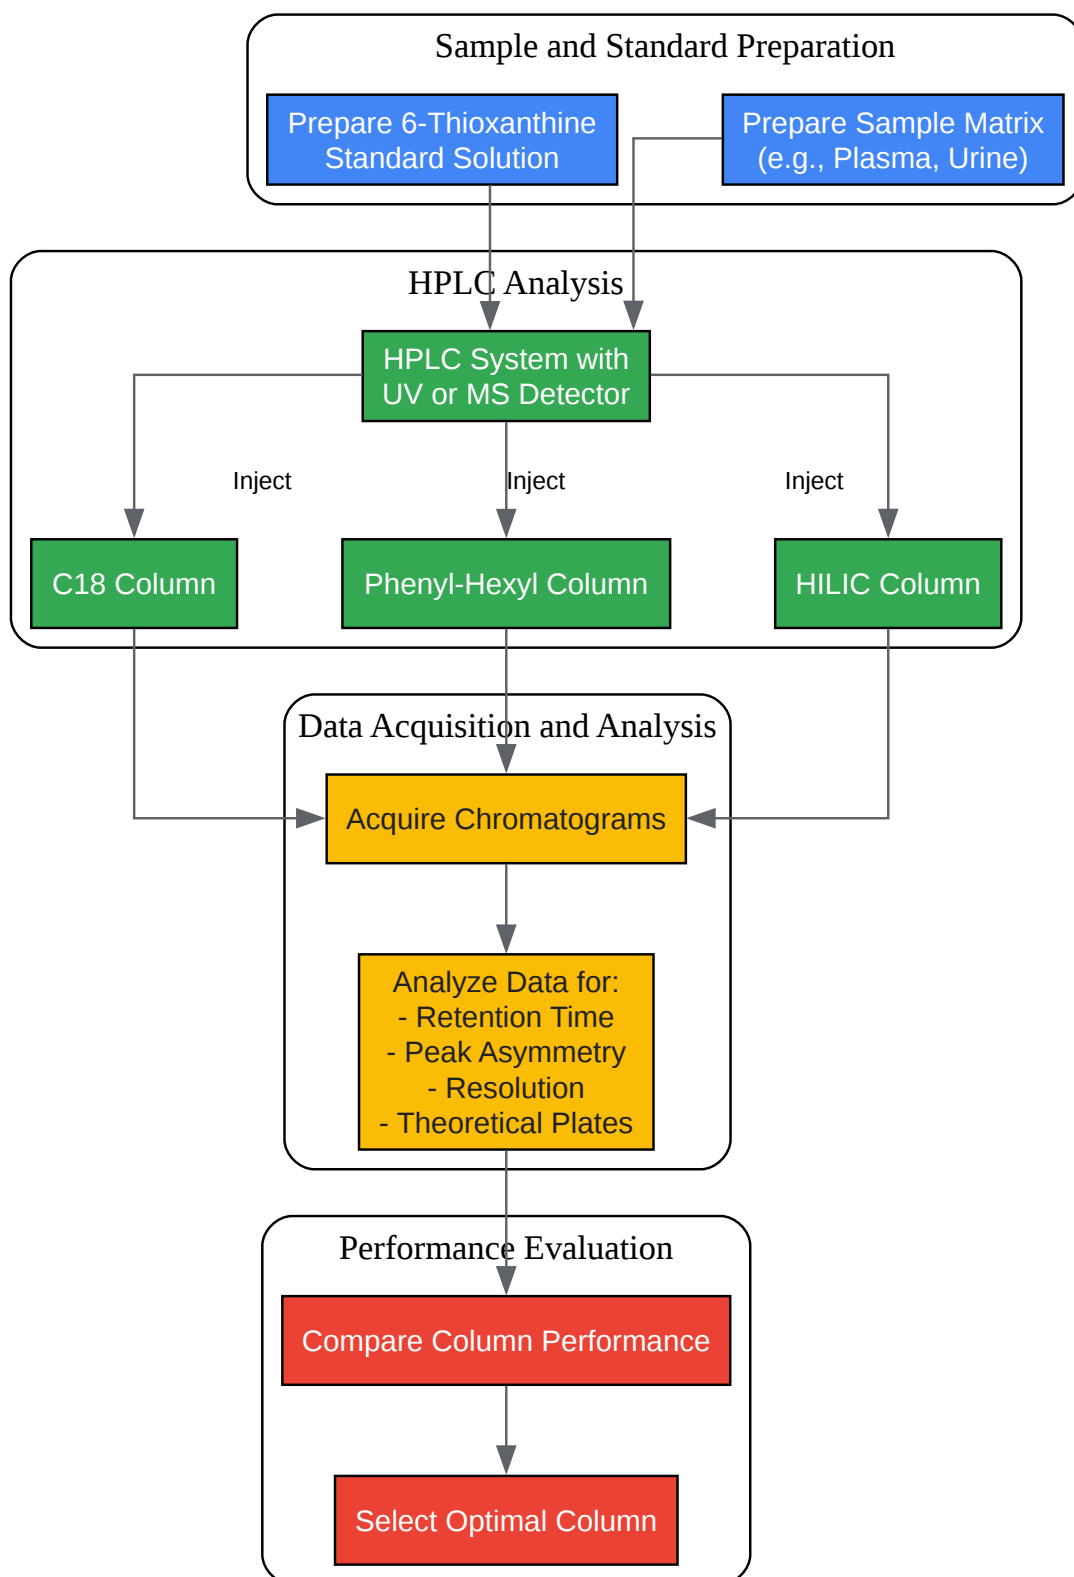 Sample and Standard Preparation
Prepare 6-Thioxanthine
Standard Solution
Prepare Sample Matrix
(e.g., Plasma, Urine)
HPLC Analysis
HPLC System with
UV or MS Detector
Inject
Inject
Inject
C18 Column
Phenyl-Hexyl Column
HILIC Column
Data Acquisition and Analysis
Acquire Chromatograms
Analyze Data for:
- Retention Time
- Peak Asymmetry
- Resolution
- Theoretical Plates
Performance Evaluation
Compare Column Performance
Select Optimal Column